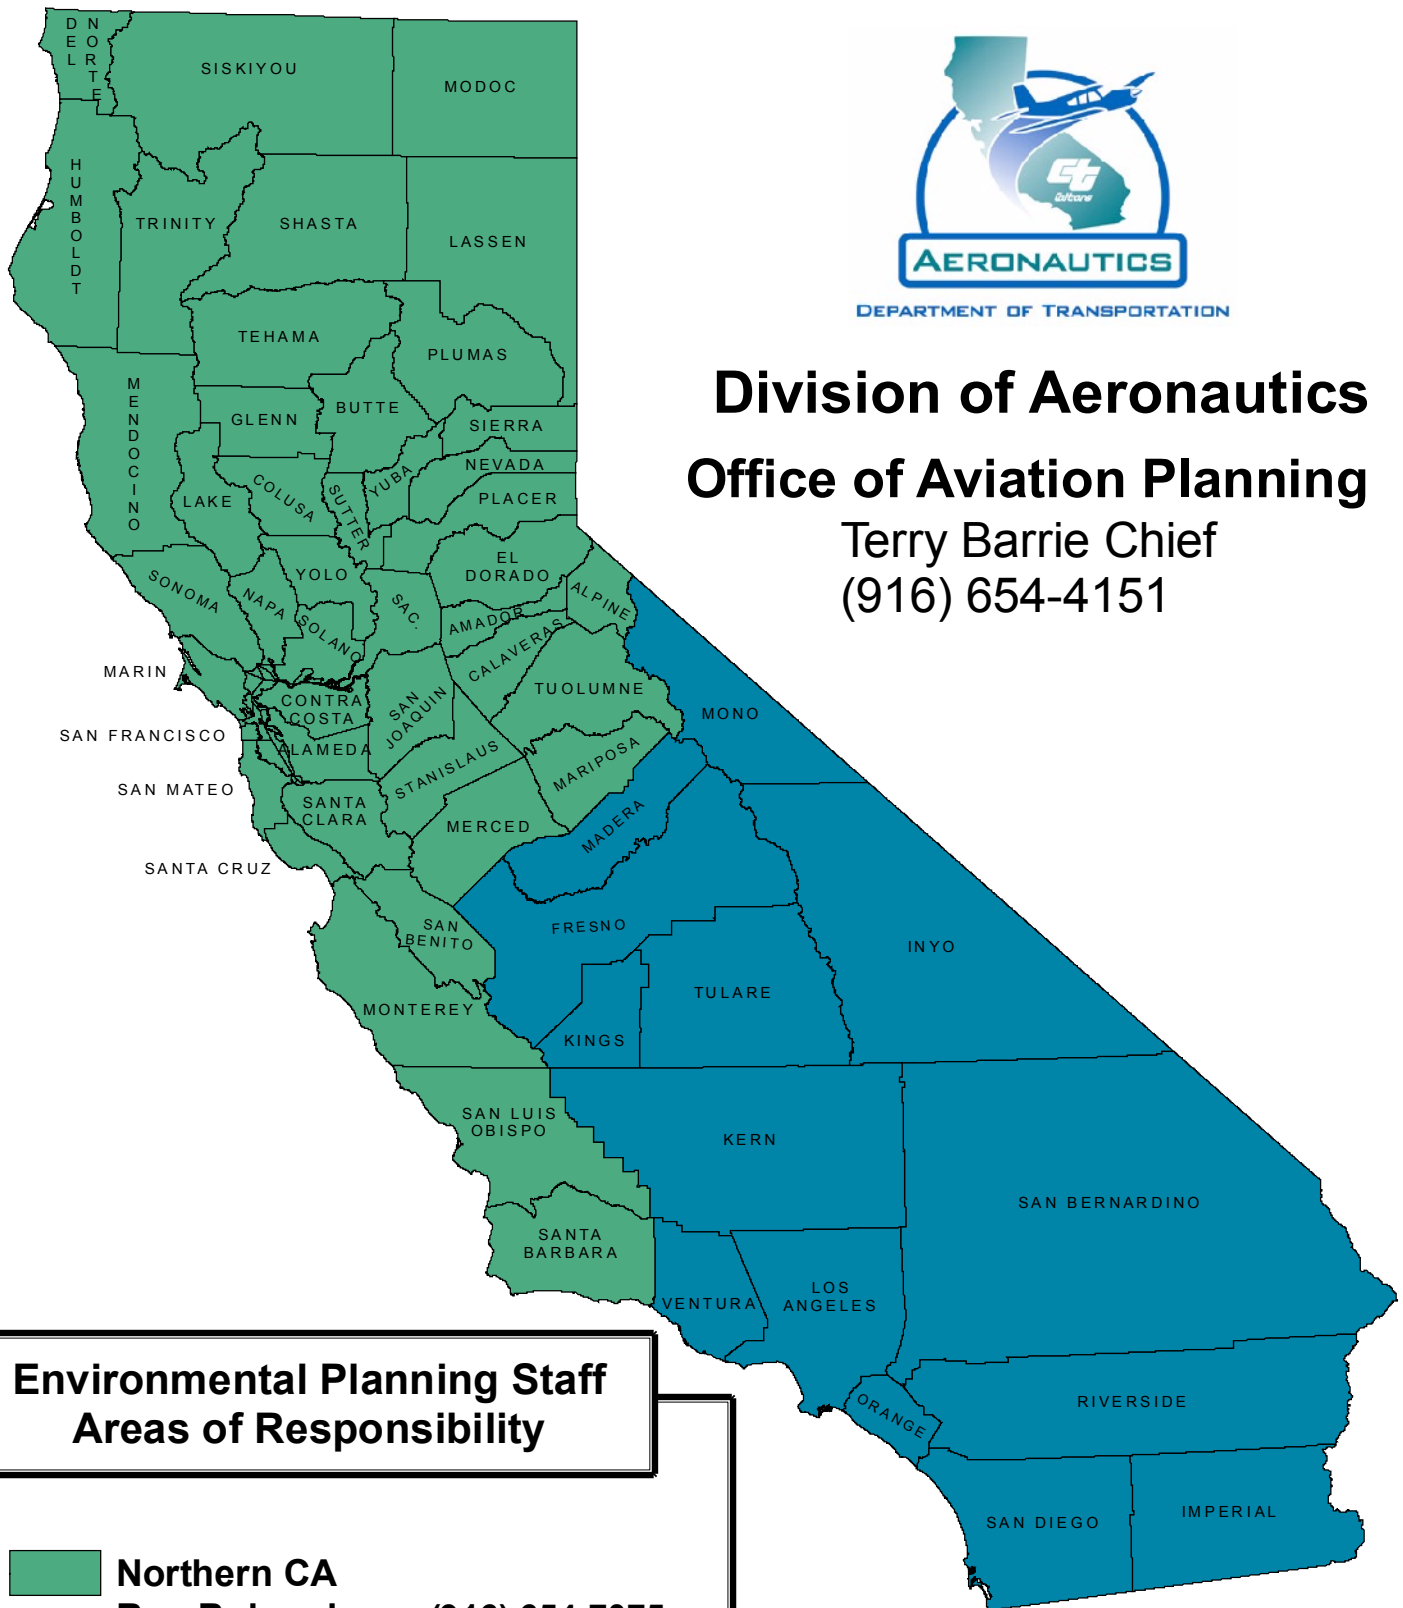 DEL NORTE
SISKIYOU
MODOC
HUMBOLDT
TRINITY
SHASTA
LASSEN
TEHAMA
PLUMAS
MENDOCINO
GLENN
BUTTE
SIERRA
NEVADA
PLACER
YUBA
SUTTER
COLUSA
LAKE
SONOMA
NAPA
YOLO
SOLANO
SAC.
EL
DORADO
ALPINE
AMADOR
CALAVERAS
TUOLUMNE
MARIN
CONTRA
COSTA
SAN
JOAQUIN
SAN FRANCISCO
ALAMEDA
STANISLAUS
MARIPOSA
MONO
SAN MATEO
SANTA
CLARA
MERCED
MADERA
SANTA CRUZ
SAN
BENITO
FRESNO
INYO
TULARE
MONTEREY
KINGS
SAN LUIS
OBISPO
KERN
SAN BERNARDINO
SANTA
BARBARA
VENTURA
LOS
ANGELES
ORANGE
RIVERSIDE
SAN DIEGO
IMPERIAL
ct
Caltrans
AERONAUTICS
DEPARTMENT OF TRANSPORTATION
Division of Aeronautics
Office of Aviation Planning
Terry Barrie Chief
(916) 654-4151
Environmental Planning Staff
Areas of Responsibility
Northern CA